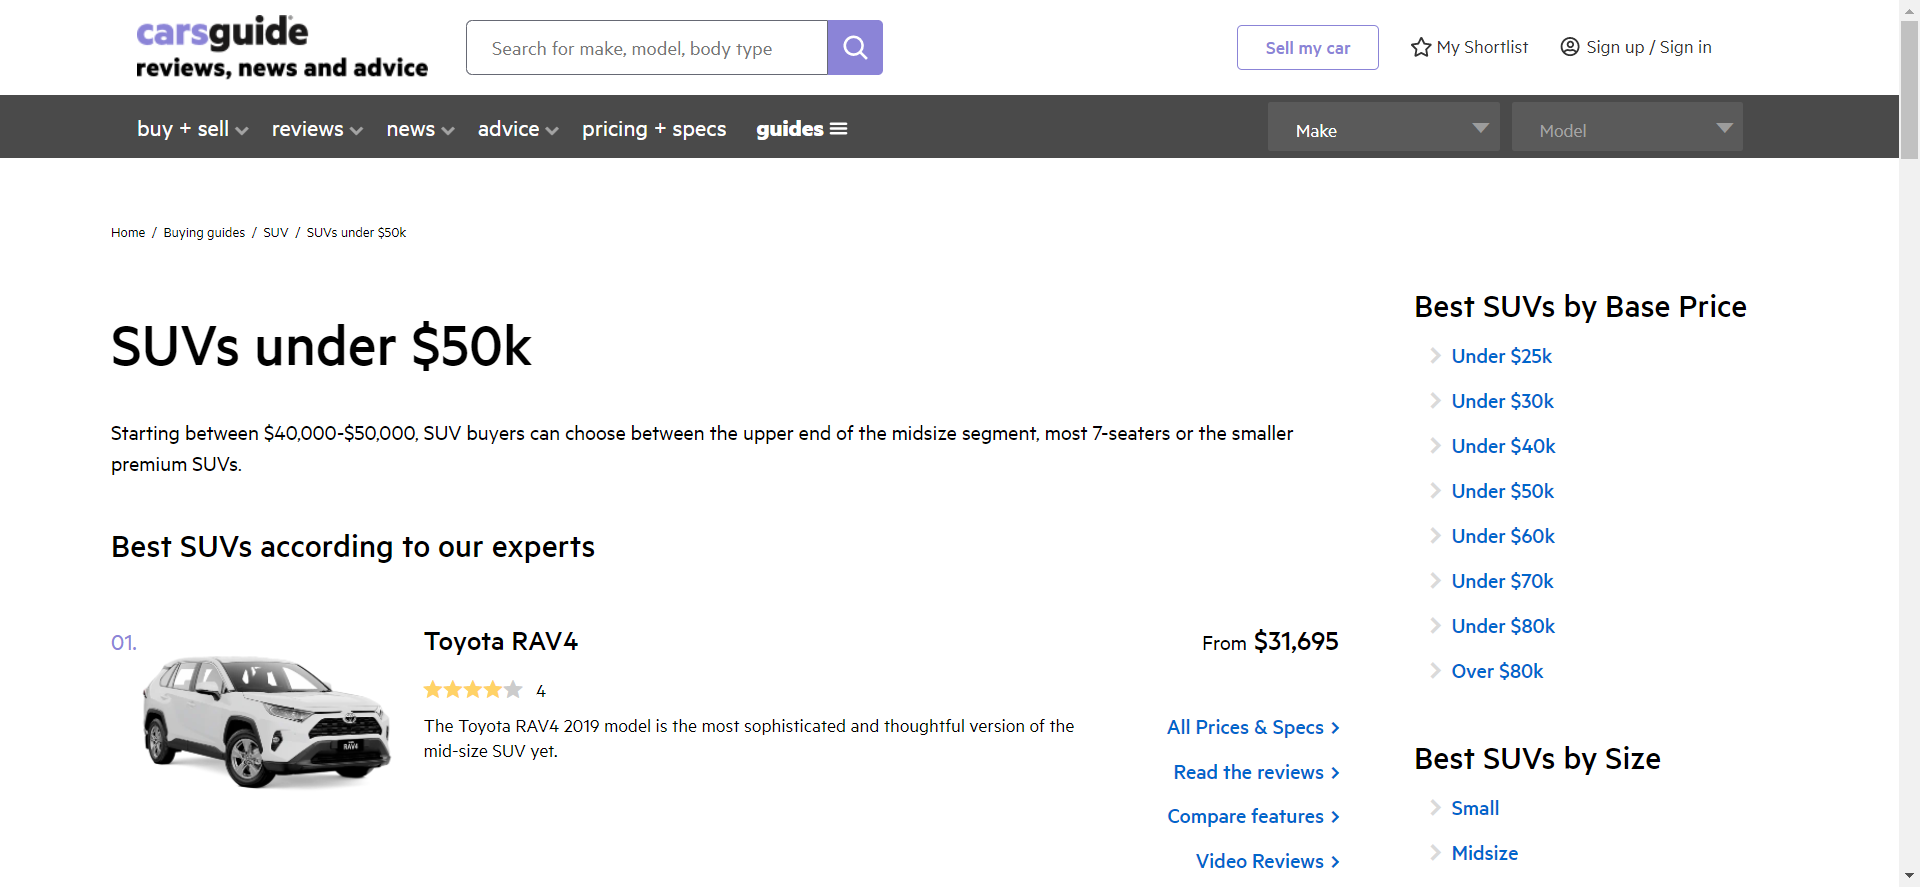 carsguide
reviews, news and advice
Search for make, model, body type
Sell my car
My Shortlist
Sign up / Sign in
buy + sell
reviews
news
advice
pricing + specs
guides
Make
Model
Home / Buying guides / SUV / SUVs under $50k
SUVs under $50k
Starting between $40,000-$50,000, SUV buyers can choose between the upper end of the midsize segment, most 7-seaters or the smaller
premium SUVs.
Best SUVs according to our experts
01.
RAV4
Toyota RAV4
4
The Toyota RAV4 2019 model is the most sophisticated and thoughtful version of the
mid-size SUV yet.
From $31,695
All Prices & Specs
Read the reviews
Compare features
Video Reviews
Best SUVs by Base Price
Under $25k
Under $30k
Under $40k
Under $50k
Under $60k
Under $70k
Under $80k
Over $80k
Best SUVs by Size
Small
Midsize